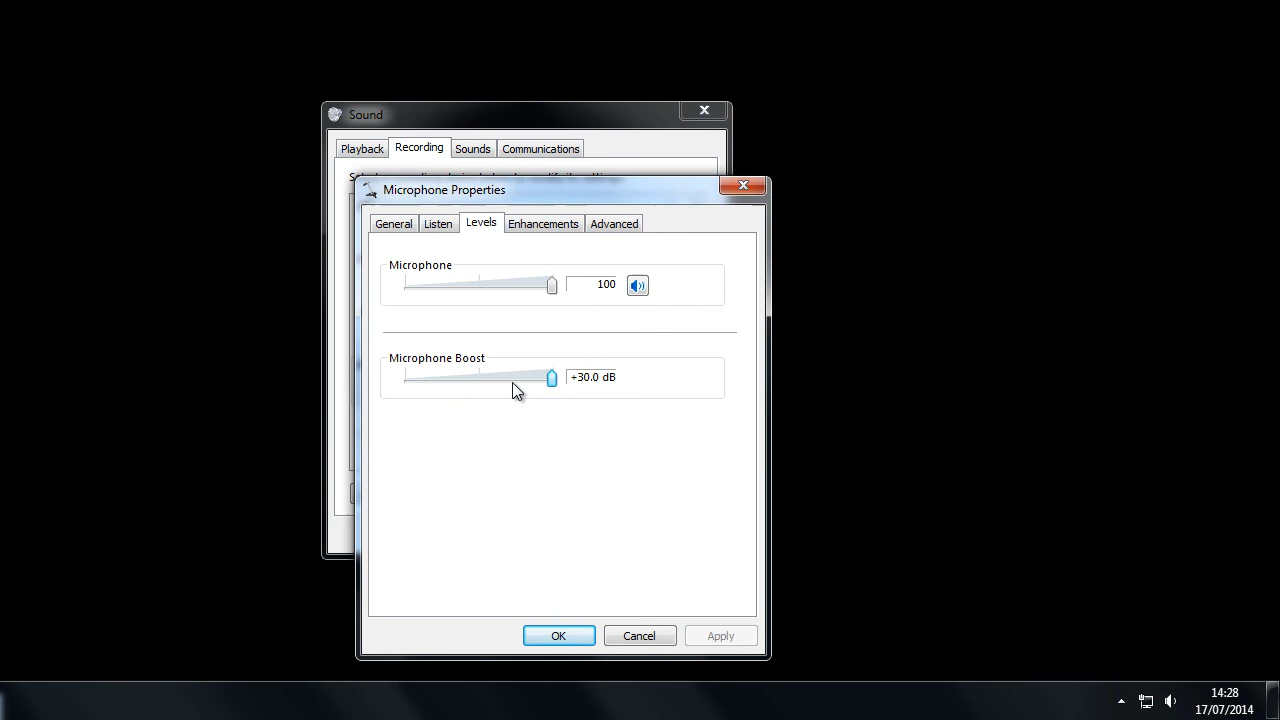 Sound
Playback
Recording
Sounds
Communications
Microphone Properties
General
Listen
Levels
Enhancements
Advanced
Microphone
100
Microphone Boost
+30.0 dB
OK
Cancel
Apply
14:28
17/07/2014